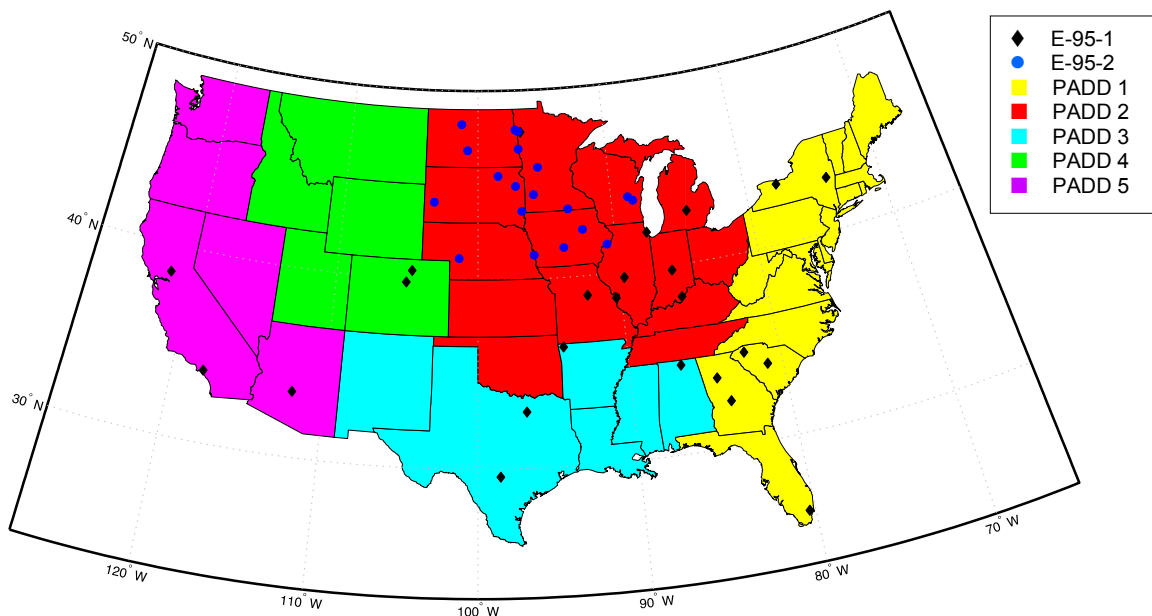 50° N
40° N
30° N
120° W
110° W
100° W
90° W
80° W
70° W
E-95-1
E-95-2
PADD 1
PADD 2
PADD 3
PADD 4
PADD 5